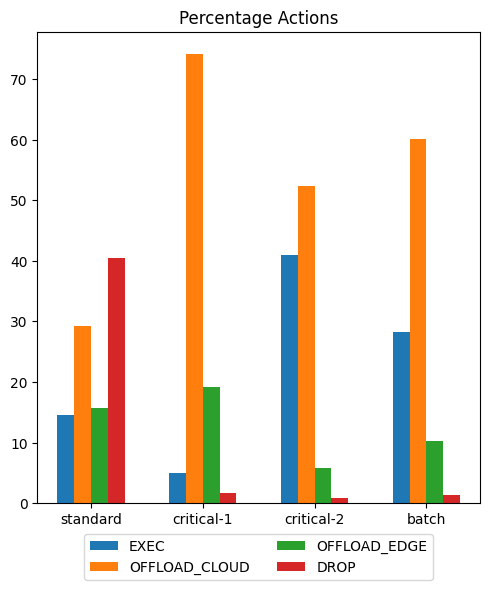 Percentage Actions
70
60
50
40
30
20
10
0
standard critical-1 critical-2 batch
EXEC OFFLOAD_EDGE
OFFLOAD_CLOUD DROP